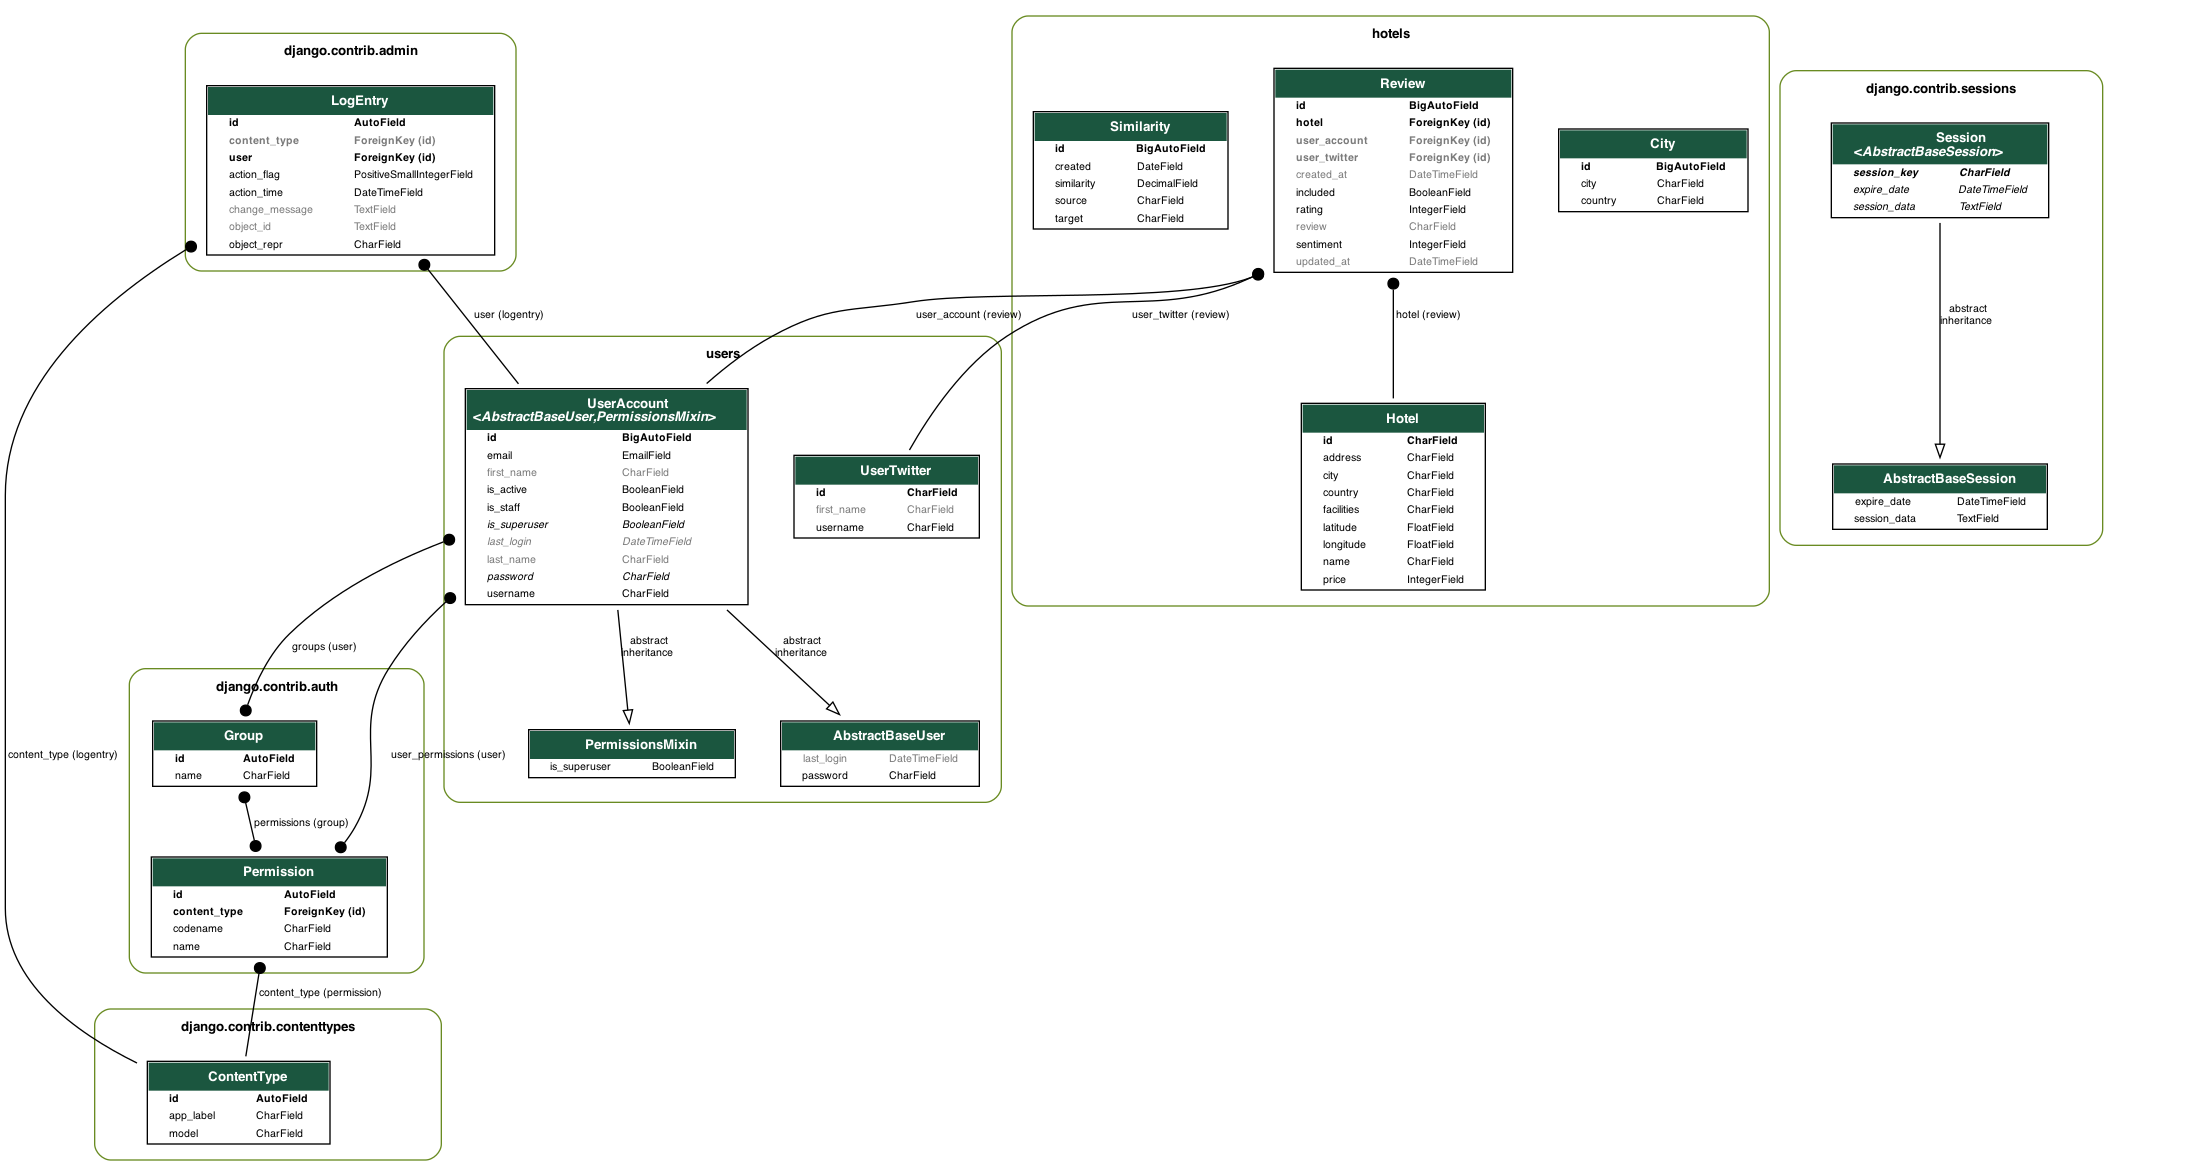 django.contrib.admin
LogEntry
id AutoField
content_type ForeignKey (id)
user ForeignKey (id)
action_flag PositiveSmallIntegerField
action_time DateTimeField
change_message TextField
object_id TextField
object_repr CharField
hotels
Similarity
id BigAutoField
created DateField
similarity DecimalField
source CharField
target CharField
Review
id BigAutoField
hotel ForeignKey (id)
user_account ForeignKey (id)
user_twitter ForeignKey (id)
created_at DateTimeField
included BooleanField
rating IntegerField
review CharField
sentiment IntegerField
updated_at DateTimeField
City
id BigAutoField
city CharField
country CharField
django.contrib.sessions
Session
<AbstractBaseSession>
session_key CharField
expire_date DateTimeField
session_data TextField
user (logentry)
user_account (review)
user_twitter (review)
hotel (review)
abstract
inheritance
users
UserAccount
<AbstractBaseUser,PermissionsMixin>
id BigAutoField
email EmailField
first_name CharField
is_active BooleanField
is_staff BooleanField
is_superuser BooleanField
last_login DateTimeField
last_name CharField
password CharField
username CharField
UserTwitter
id CharField
first_name CharField
username CharField
Hotel
id CharField
address CharField
city CharField
country CharField
facilities CharField
latitude FloatField
longitude FloatField
name CharField
price IntegerField
AbstractBaseSession
expire_date DateTimeField
session_data TextField
groups (user)
abstract
inheritance
abstract
inheritance
django.contrib.auth
Group
id AutoField
name CharField
content_type (logentry)
user_permissions (user)
PermissionsMixin
is_superuser BooleanField
AbstractBaseUser
last_login DateTimeField
password CharField
permissions (group)
Permission
id AutoField
content_type ForeignKey (id)
codename CharField
name CharField
content_type (permission)
django.contrib.contenttypes
ContentType
id AutoField
app_label CharField
model CharField